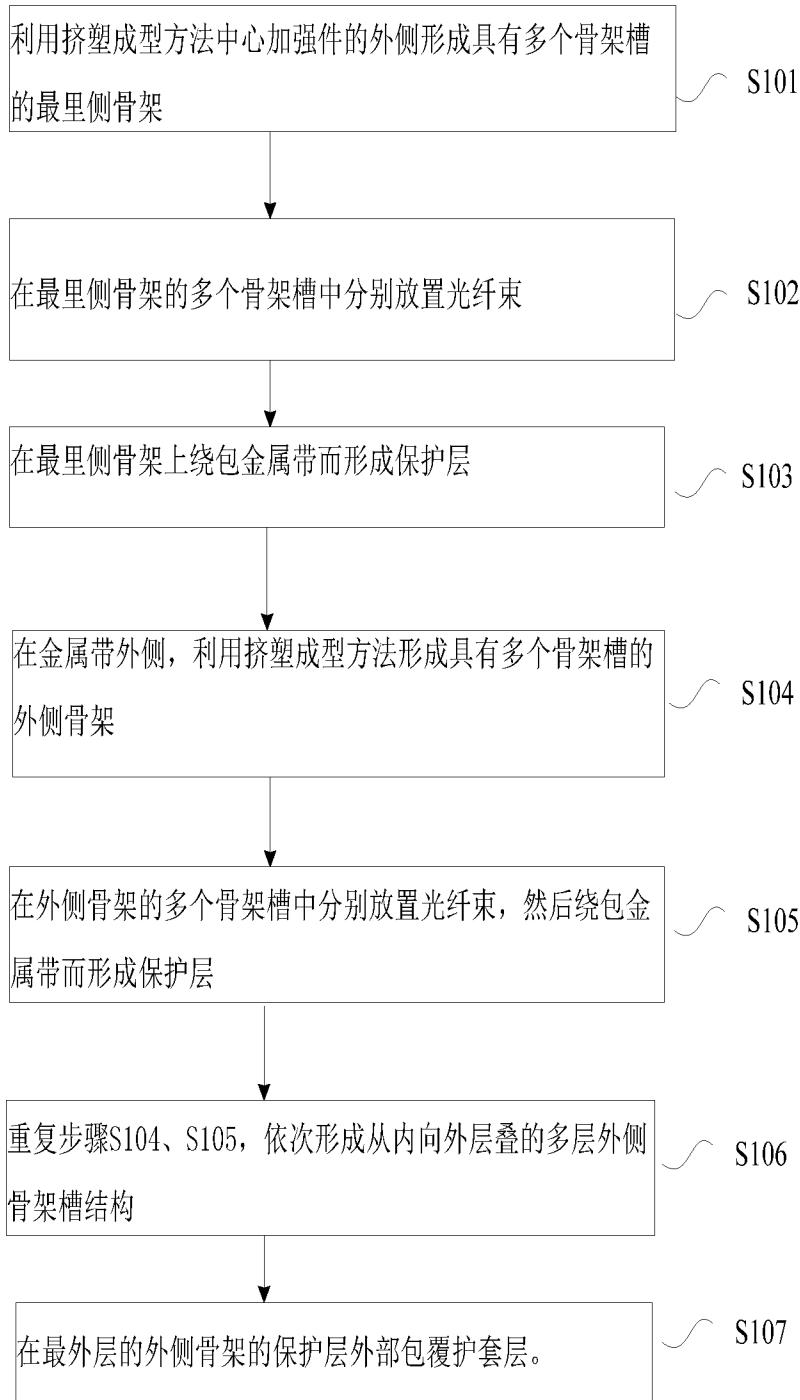 利用挤塑成型方法中心加强件的外侧形成具有多个骨架槽
的最里侧骨架
S101
在最里侧骨架的多个骨架槽中分别放置光纤束
S102
在最里侧骨架上绕包金属带而形成保护层
S103
在金属带外侧，利用挤塑成型方法形成具有多个骨架槽的
外侧骨架
S104
在外侧骨架的多个骨架槽中分别放置光纤束，然后绕包金
属带而形成保护层
S105
重复步骤S104、S105，依次形成从内向外层叠的多层外侧
骨架槽结构
S106
在最外层的外侧骨架的保护层外部包覆护套层。
S107